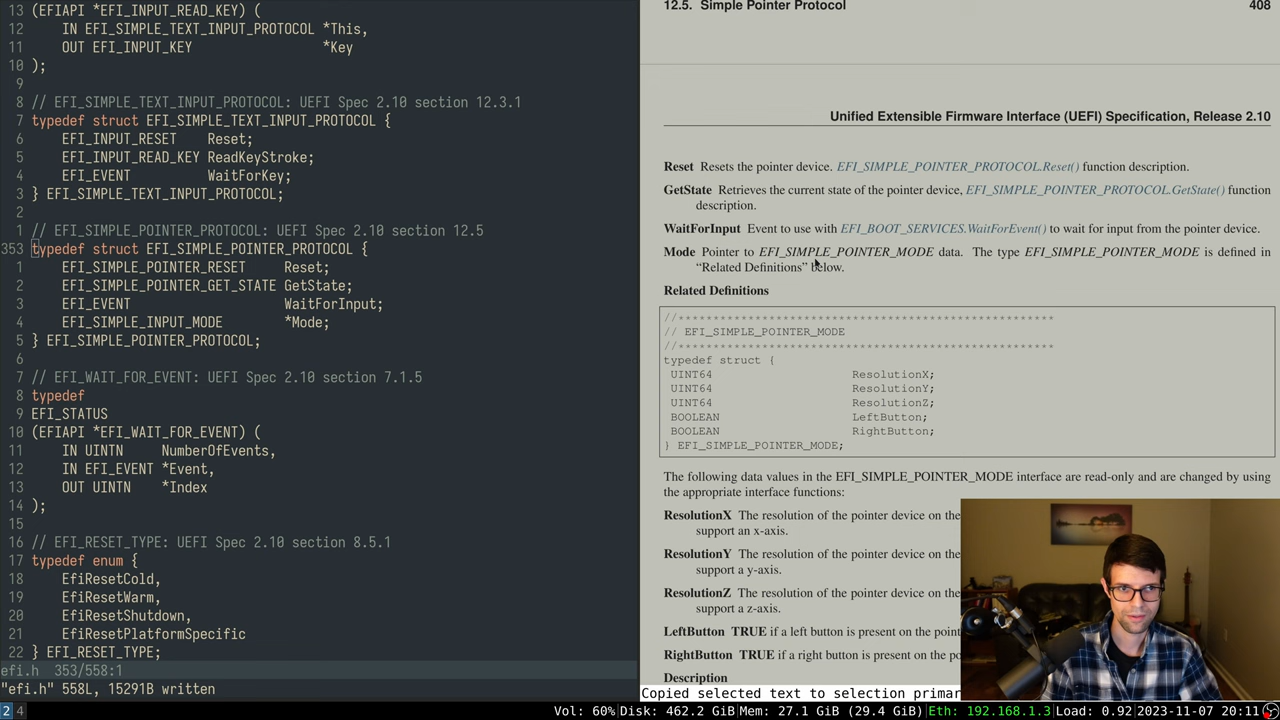 13 (EFIAPI *EFI_INPUT_READ_KEY) (
12     IN EFI_SIMPLE_TEXT_INPUT_PROTOCOL *This,
11     OUT EFI_INPUT_KEY                 *Key
10 );
9
8 // EFI_SIMPLE_TEXT_INPUT_PROTOCOL: UEFI Spec 2.10 section 12.3.1
7 typedef struct EFI_SIMPLE_TEXT_INPUT_PROTOCOL {
6     EFI_INPUT_RESET    Reset;
5     EFI_INPUT_READ_KEY ReadKeyStroke;
4     EFI_EVENT          WaitForKey;
3 } EFI_SIMPLE_TEXT_INPUT_PROTOCOL;
2
1 // EFI_SIMPLE_POINTER_PROTOCOL: UEFI Spec 2.10 section 12.5
353 typedef struct EFI_SIMPLE_POINTER_PROTOCOL {
1     EFI_SIMPLE_POINTER_RESET     Reset;
2     EFI_SIMPLE_POINTER_GET_STATE GetState;
3     EFI_EVENT                    WaitForInput;
4     EFI_SIMPLE_INPUT_MODE        *Mode;
5 } EFI_SIMPLE_POINTER_PROTOCOL;
6
7 // EFI_WAIT_FOR_EVENT: UEFI Spec 2.10 section 7.1.5
8 typedef
9 EFI_STATUS
10 (EFIAPI *EFI_WAIT_FOR_EVENT) (
11     IN UINTN     NumberOfEvents,
12     IN EFI_EVENT *Event,
13     OUT UINTN    *Index
14 );
15
16 // EFI_RESET_TYPE: UEFI Spec 2.10 section 8.5.1
17 typedef enum {
18     EfiResetCold,
19     EfiResetWarm,
20     EfiResetShutdown,
21     EfiResetPlatformSpecific
22 } EFI_RESET_TYPE;
efi.h  353/558:1
"efi.h" 558L, 15291B written
12.5. Simple Pointer Protocol 408
Unified Extensible Firmware Interface (UEFI) Specification, Release 2.10
Reset Resets the pointer device. EFI_SIMPLE_POINTER_PROTOCOL.Reset() function description.
GetState Retrieves the current state of the pointer device, EFI_SIMPLE_POINTER_PROTOCOL.GetState() function
description.
WaitForInput Event to use with EFI_BOOT_SERVICES.WaitForEvent() to wait for input from the pointer device.
Mode Pointer to EFI_SIMPLE_POINTER_MODE data. The type EFI_SIMPLE_POINTER_MODE is defined in
“Related Definitions” below.
Related Definitions
//*****************************************************
// EFI_SIMPLE_POINTER_MODE
//*****************************************************
typedef struct {
UINT64 ResolutionX;
UINT64 ResolutionY;
UINT64 ResolutionZ;
BOOLEAN LeftButton;
BOOLEAN RightButton;
} EFI_SIMPLE_POINTER_MODE;
The following data values in the EFI_SIMPLE_POINTER_MODE interface are read-only and are changed by using
the appropriate interface functions:
ResolutionX The resolution of the pointer device on the
support an x-axis.
ResolutionY The resolution of the pointer device on the
support a y-axis.
ResolutionZ The resolution of the pointer device on the
support a z-axis.
LeftButton TRUE if a left button is present on the point
RightButton TRUE if a right button is present on the po
Description
Copied selected text to selection primar
2 4 Vol: 60%|Disk: 462.2 GiB|Mem: 27.1 GiB (29.4 GiB)|Eth: 192.168.1.3|Load: 0.92|2023-11-07 20:11